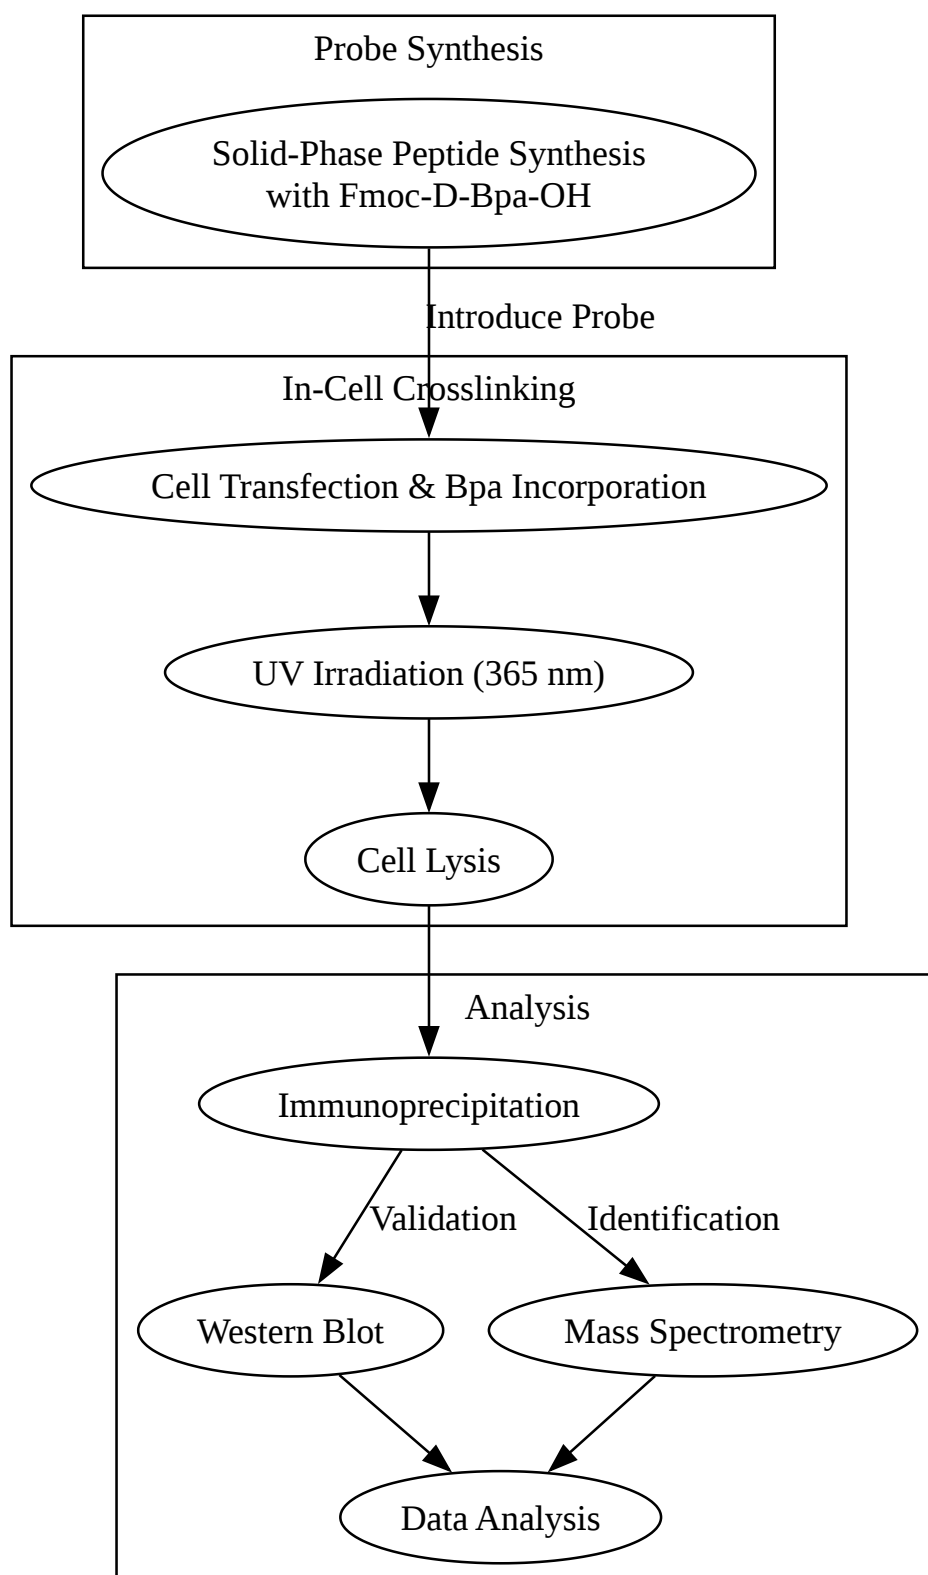 Probe Synthesis
Solid-Phase Peptide Synthesis
with Fmoc-D-Bpa-OH
Introduce Probe
In-Cell Crosslinking
Cell Transfection & Bpa Incorporation
UV Irradiation (365 nm)
Cell Lysis
Analysis
Immunoprecipitation
Validation
Identification
Western Blot
Mass Spectrometry
Data Analysis